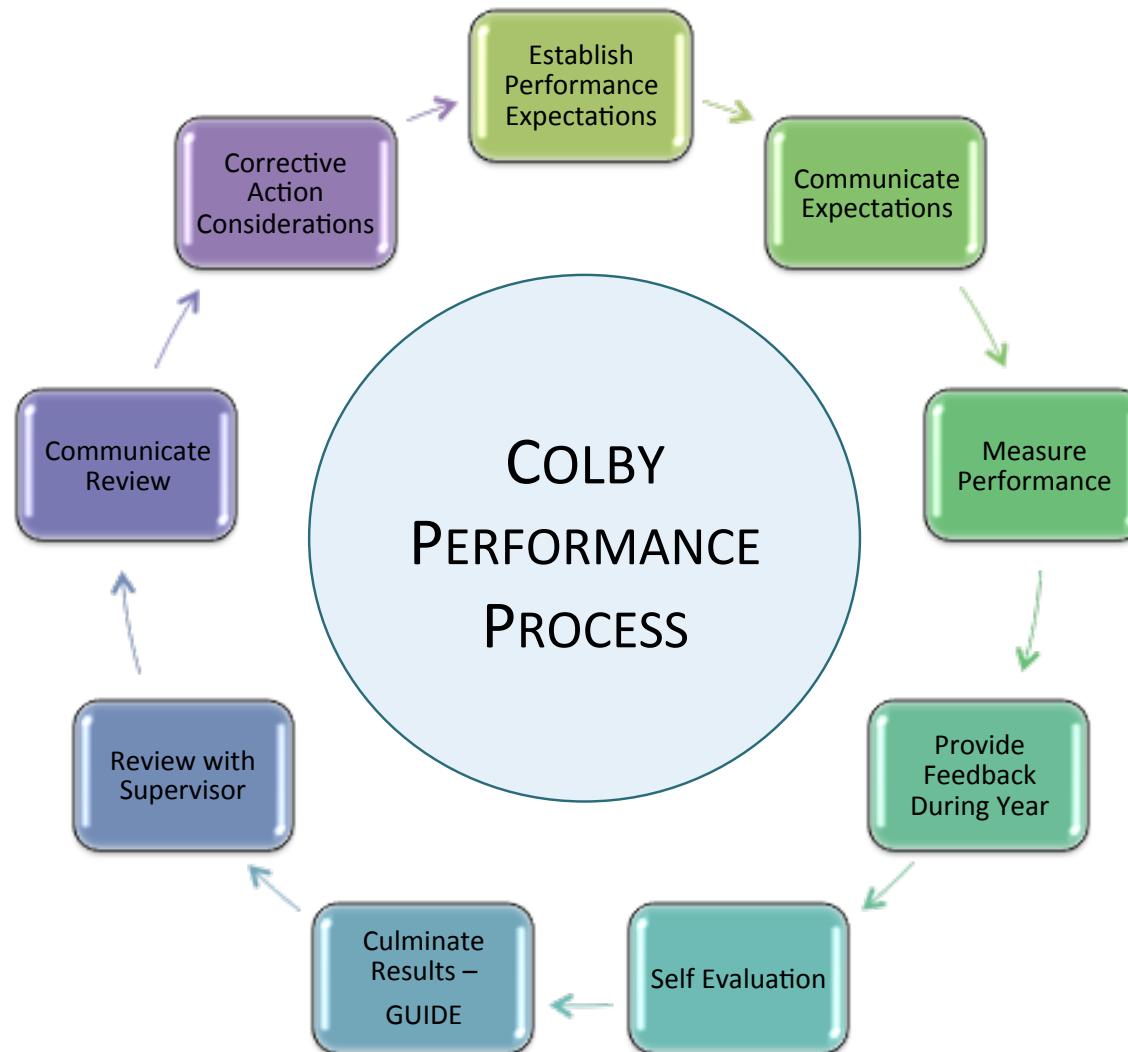 Establish
Performance
Expectations
Communicate
Expectations
Measure
Performance
Provide
Feedback
During Year
Self Evaluation
Culminate
Results –
GUIDE
Review with
Supervisor
Communicate
Review
Corrective
Action
Considerations
COLBY
PERFORMANCE
PROCESS